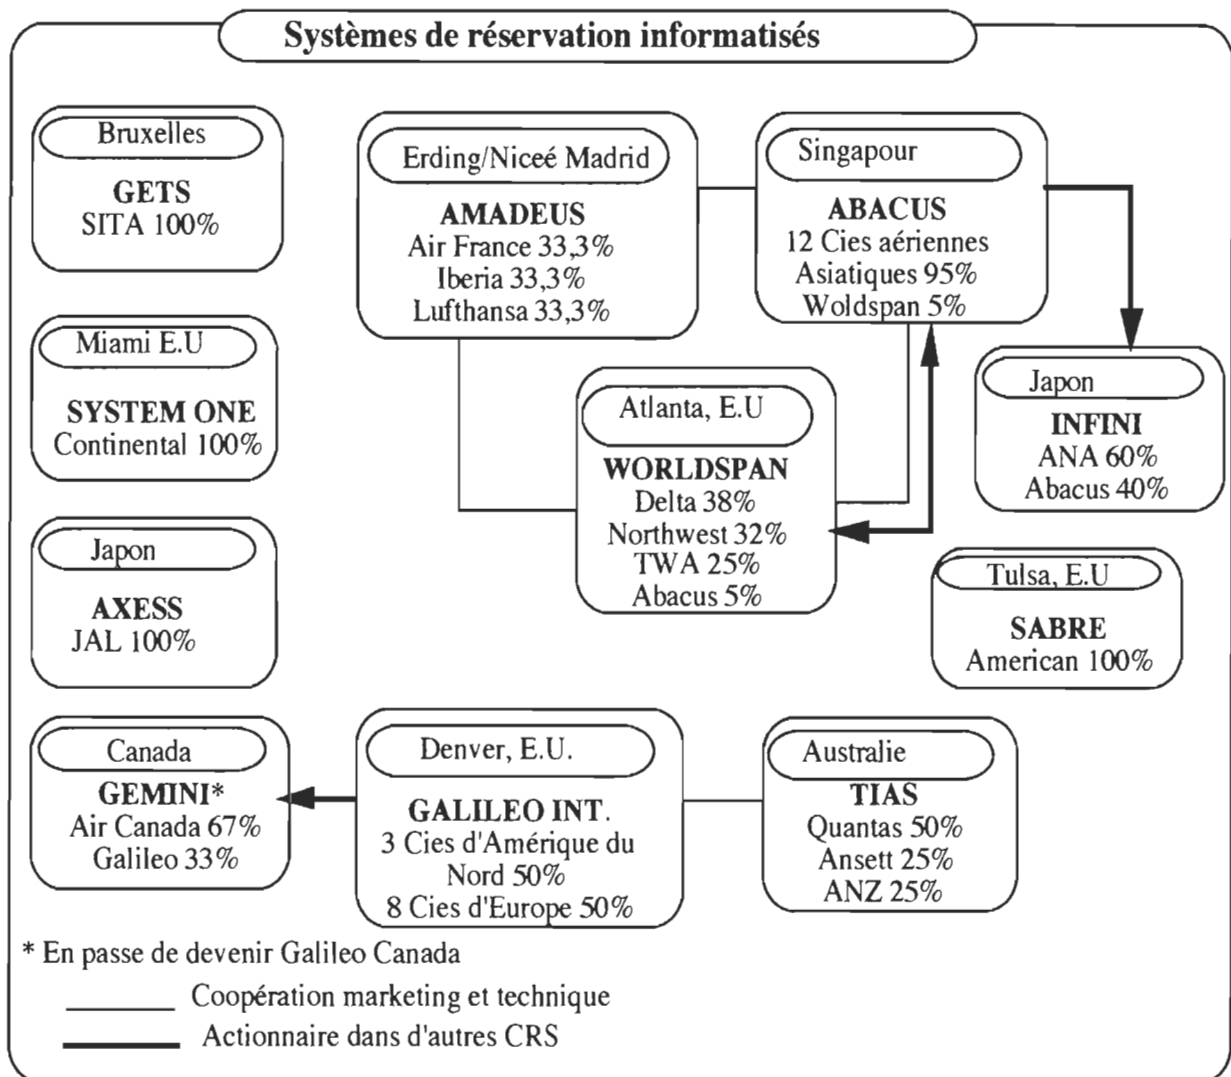 Systèmes de réservation informatisés
Bruxelles
GETS
SITA 100%
Erding/Niceé Madrid
AMADEUS
Air France 33,3%
Iberia 33,3%
Lufthansa 33,3%
Singapour
ABACUS
12 Cies aériennes
Asiatiques 95%
Woldspan 5%
Miami E.U
SYSTEM ONE
Continental 100%
Atlanta, E.U
WORLDSPAN
Delta 38%
Northwest 32%
TWA 25%
Abacus 5%
Japon
INFINI
ANA 60%
Abacus 40%
Japon
AXESS
JAL 100%
Tulsa, E.U
SABRE
American 100%
Canada
GEMINI*
Air Canada 67%
Galileo 33%
Denver, E.U.
GALILEO INT.
3 Cies d'Amérique du
Nord 50%
8 Cies d'Europe 50%
Australie
TIAS
Quantas 50%
Ansett 25%
ANZ 25%
* En passe de devenir Galileo Canada
Coopération marketing et technique
Actionnaire dans d'autres CRS